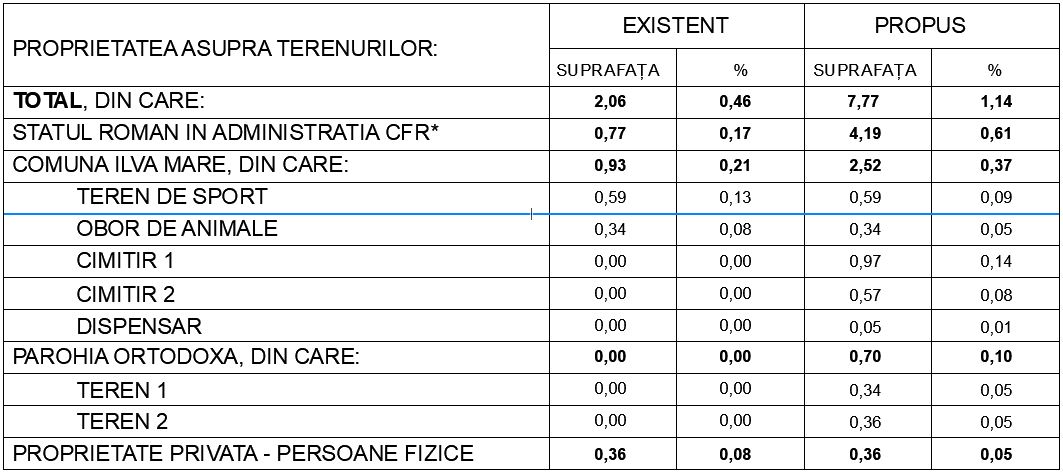 PROPRIETATEA ASUPRA TERENURILOR: EXISTENT PROPUS
SUPRAFAȚA % SUPRAFAȚA %
TOTAL, DIN CARE: 2,06 0,46 7,77 1,14
STATUL ROMAN IN ADMINISTRATIA CFR* 0,77 0,17 4,19 0,61
COMUNA ILVA MARE, DIN CARE: 0,93 0,21 2,52 0,37
TEREN DE SPORT 0,59 0,13 0,59 0,09
OBOR DE ANIMALE 0,34 0,08 0,34 0,05
CIMITIR 1 0,00 0,00 0,97 0,14
CIMITIR 2 0,00 0,00 0,57 0,08
DISPENSAR 0,00 0,00 0,05 0,01
PAROHIA ORTODOXA, DIN CARE: 0,00 0,00 0,70 0,10
TEREN 1 0,00 0,00 0,34 0,05
TEREN 2 0,00 0,00 0,36 0,05
PROPRIETATE PRIVATA - PERSOANE FIZICE 0,36 0,08 0,36 0,05